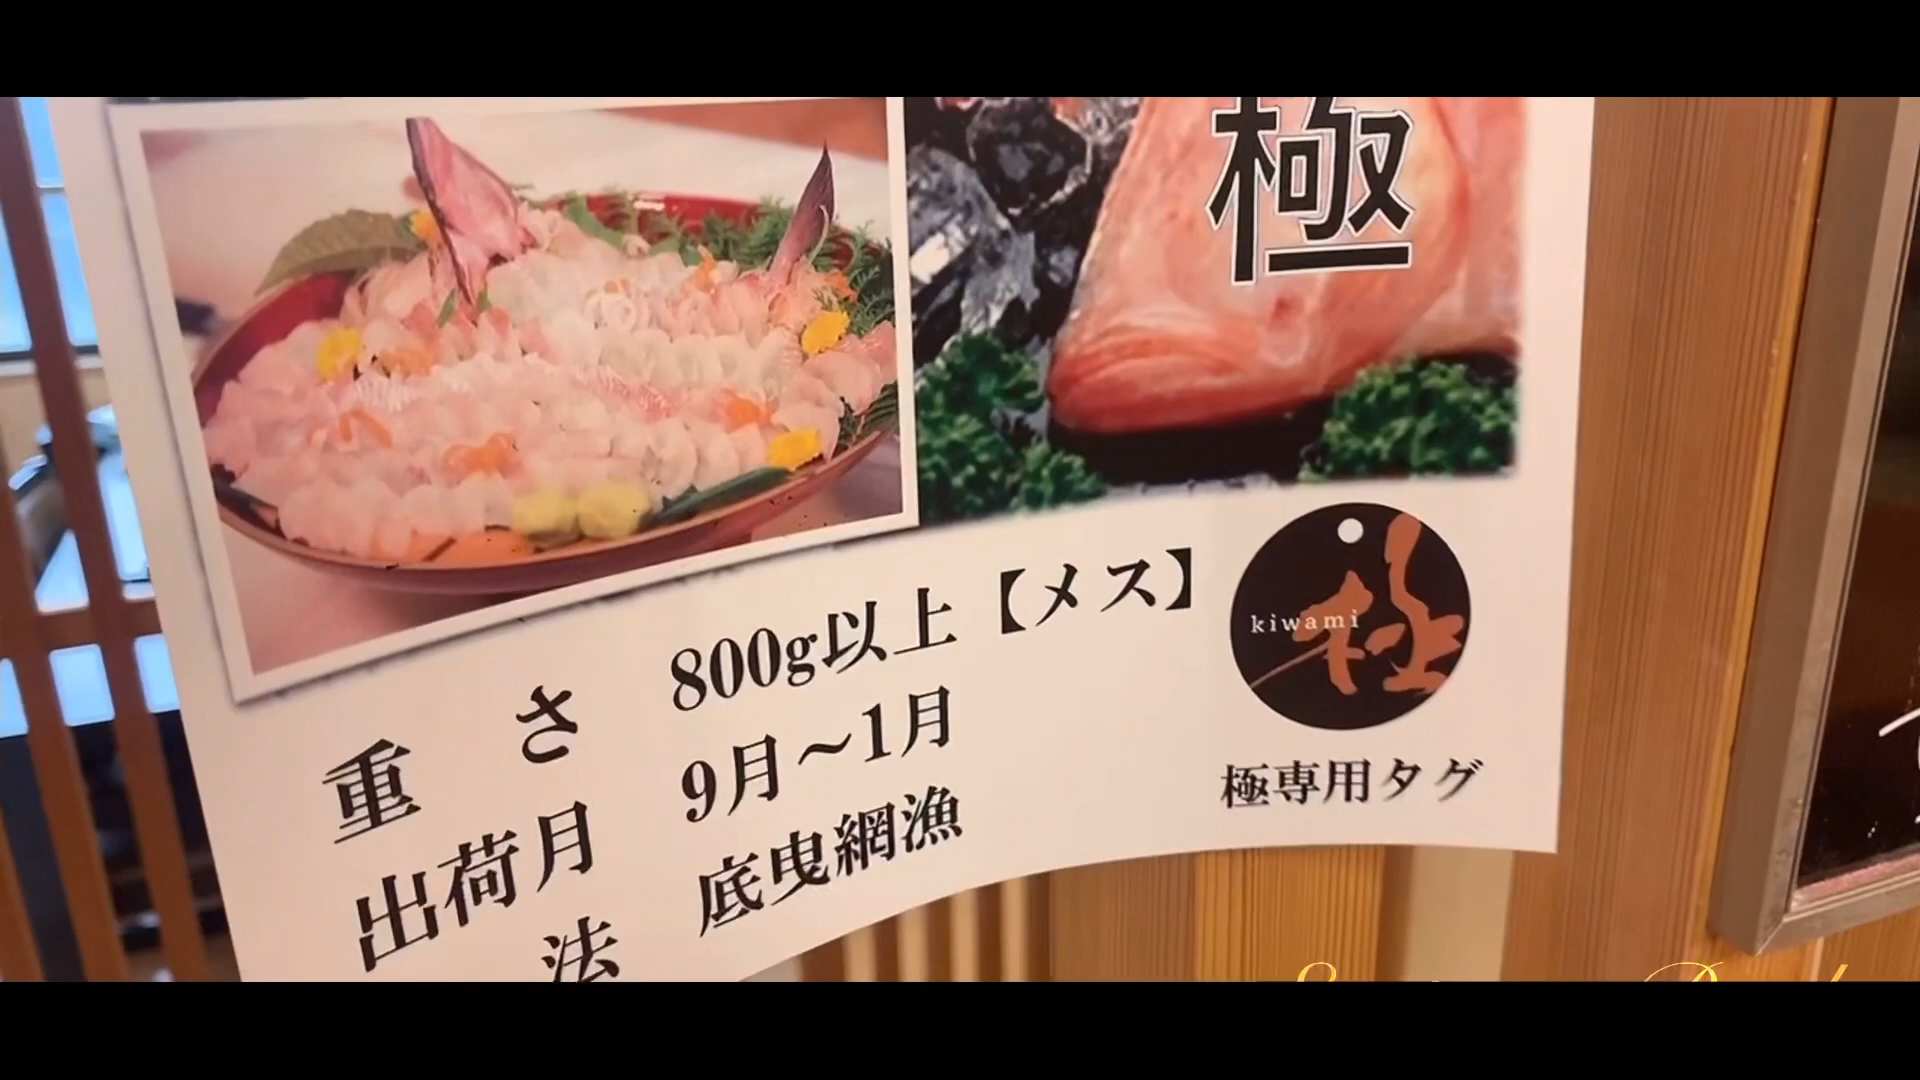 極
kiwami
極
重さ 800g以上【メス】
出荷月 9月～1月
法 底曳網漁
極専用タグ